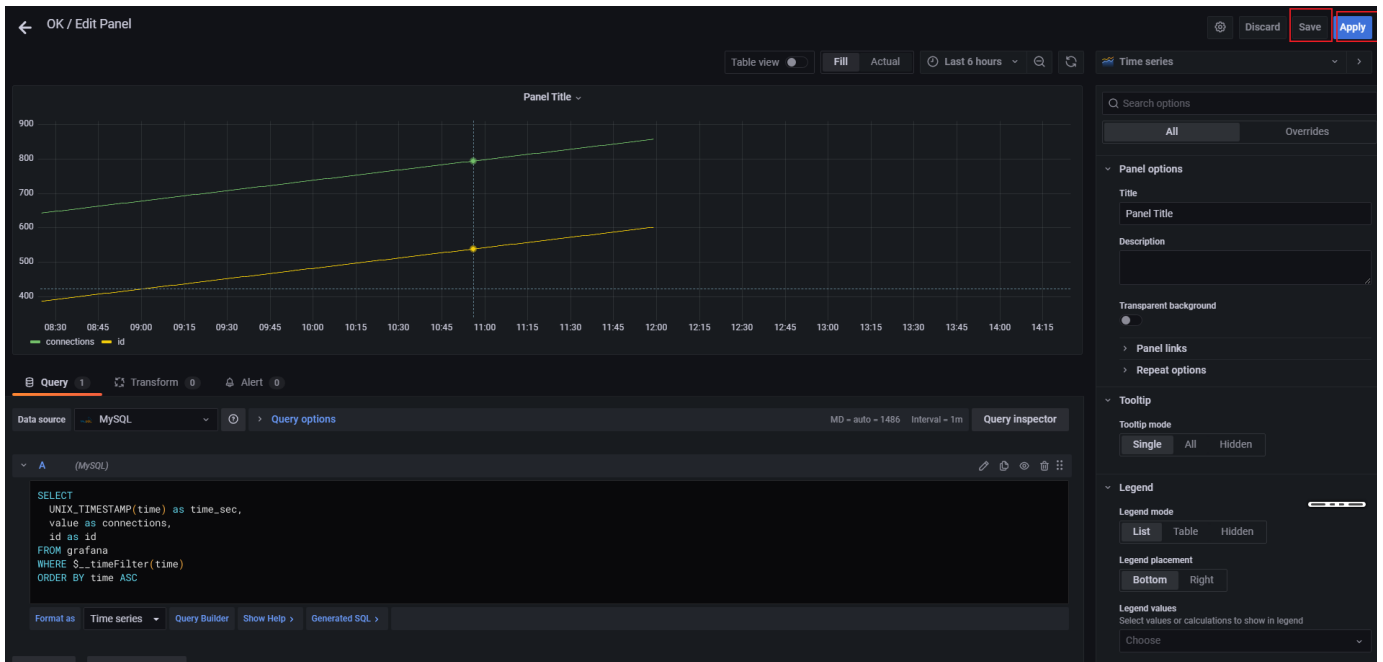 OK / Edit Panel
Discard
Save
Apply
Table view
Fill
Actual
Last 6 hours
Time series
Panel Title
900
800
700
600
500
400
08:30 08:45 09:00 09:15 09:30 09:45 10:00 10:15 10:30 10:45 11:00 11:15 11:30 11:45 12:00 12:15 12:30 12:45 13:00 13:15 13:30 13:45 14:00 14:15
connections id
Search options
All Overrides
Panel options
Title
Panel Title
Description
Transparent background
Panel links
Repeat options
Tooltip
Tooltip mode
Single All Hidden
Legend
Legend mode
List Table Hidden
Legend placement
Bottom Right
Legend values
Select values or calculations to show in legend
Choose
Query 1 Transform 0 Alert 0
Data source MySQL Query options MD = auto = 1486 Interval = 1m Query inspector
A (MySQL)
SELECT
UNIX_TIMESTAMP(time) as time_sec,
value as connections,
id as id
FROM grafana
WHERE $__timeFilter(time)
ORDER BY time ASC
Format as Time series Query Builder Show Help > Generated SQL >